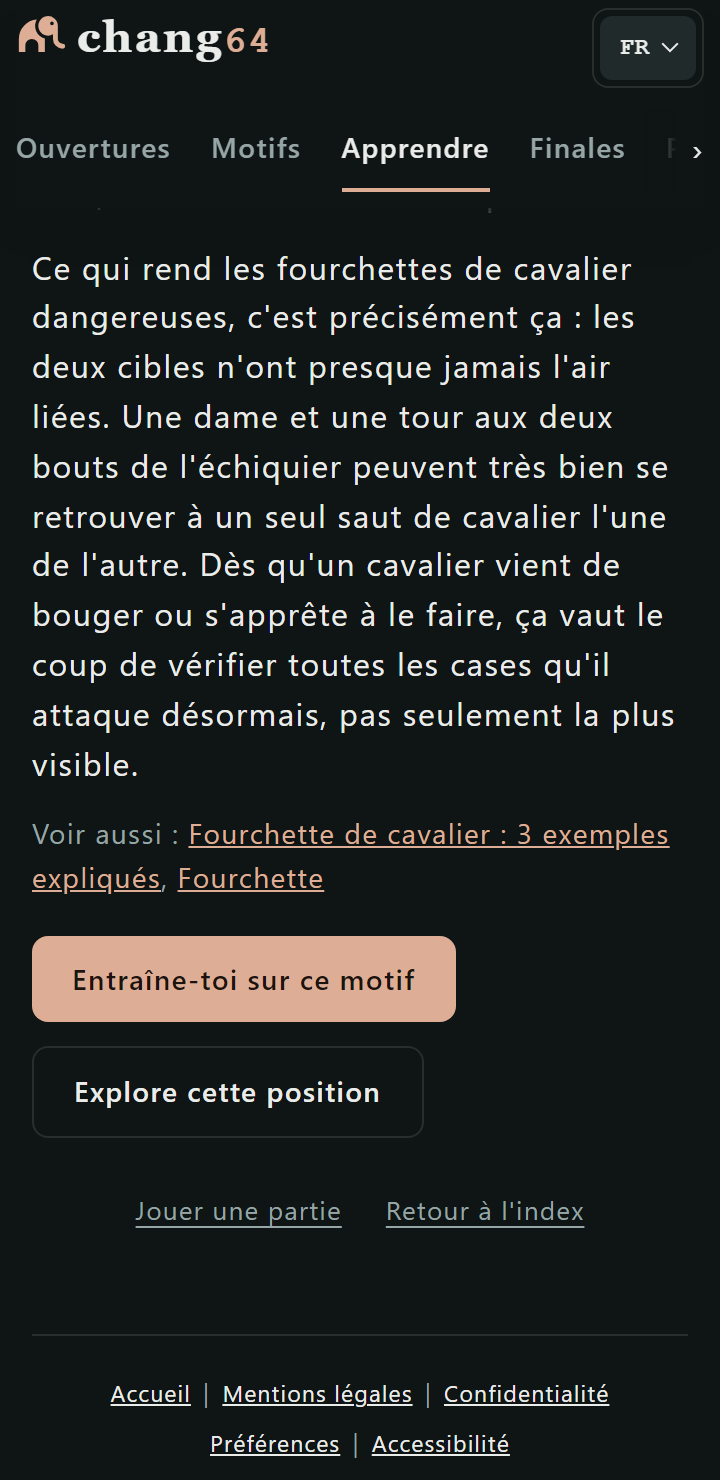 chang64
FR
Ouvertures Motifs Apprendre Finales
Ce qui rend les fourchettes de cavalier
dangereuses, c'est précisément ça : les
deux cibles n'ont presque jamais l'air
liées. Une dame et une tour aux deux
bouts de l'échiquier peuvent très bien se
retrouver à un seul saut de cavalier l'une
de l'autre. Dès qu'un cavalier vient de
bouger ou s'apprête à le faire, ça vaut le
coup de vérifier toutes les cases qu'il
attaque désormais, pas seulement la plus
visible.
Voir aussi : Fourchette de cavalier : 3 exemples
expliqués, Fourchette
Entraîne-toi sur ce motif
Explore cette position
Jouer une partie Retour à l'index
Accueil | Mentions légales | Confidentialité
Préférences | Accessibilité